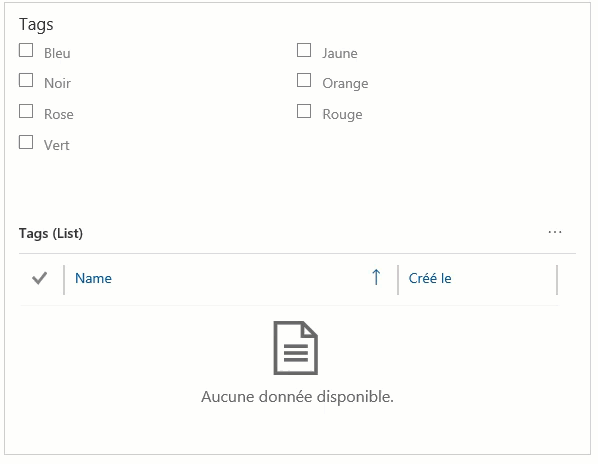 Tags
Bleu Jaune
Noir Orange
Rose Rouge
Vert
Tags (List) ...
Name ↑ Créé le
Aucune donnée disponible.